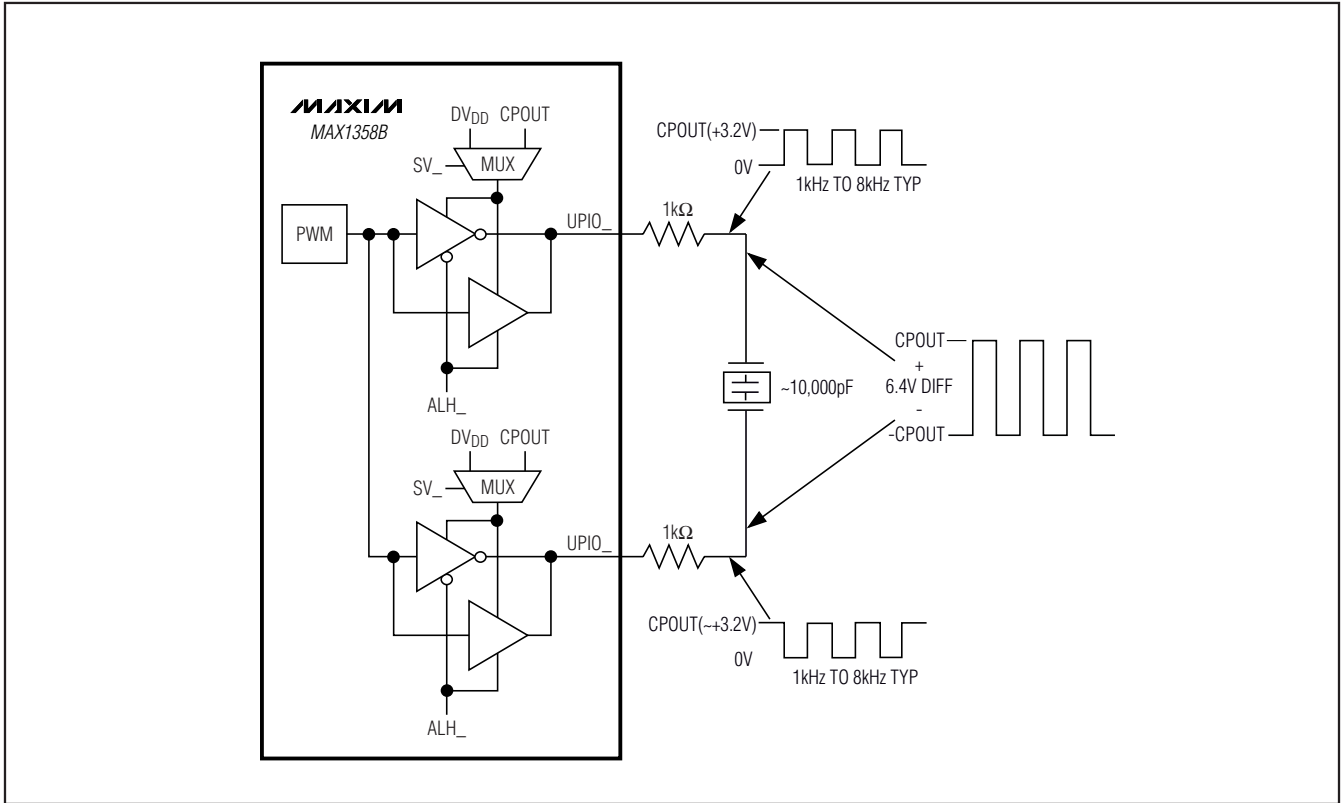 MAXIM
MAX1358B
DVDD CPOUT
SV_
MUX
PWM
UPIO_
ALH_
1kΩ
CPOUT(+3.2V)
0V
1kHz TO 8kHz TYP
~10,000pF
CPOUT
+
6.4V DIFF
-
-CPOUT
DVDD CPOUT
SV_
MUX
UPIO_
ALH_
1kΩ
CPOUT(~+3.2V)
0V
1kHz TO 8kHz TYP